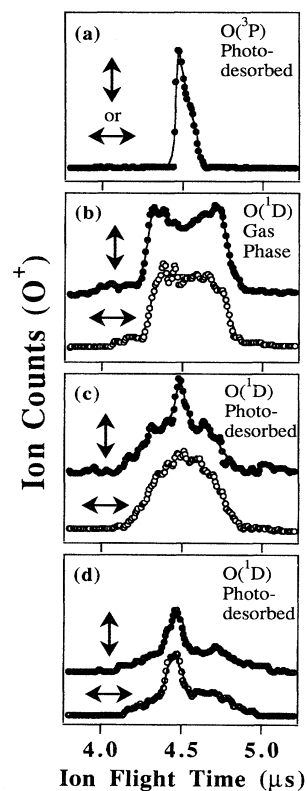 (a)
O(³P)
Photo-
desorbed
or
(b)
O(¹D)
Gas
Phase
(c)
O(¹D)
Photo-
desorbed
(d)
O(¹D)
Photo-
desorbed
Ion Counts (O⁺)
4.0 4.5 5.0
Ion Flight Time (μs)